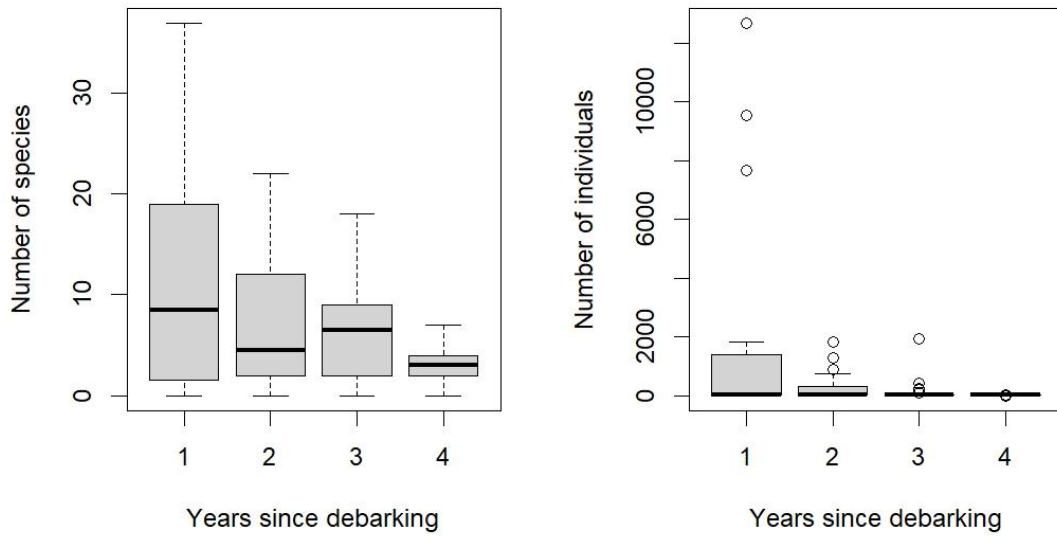 Number of species
30
20
10
0
1 2 3 4
Years since debarking
Number of individuals
10000
6000
2000
0
1 2 3 4
Years since debarking